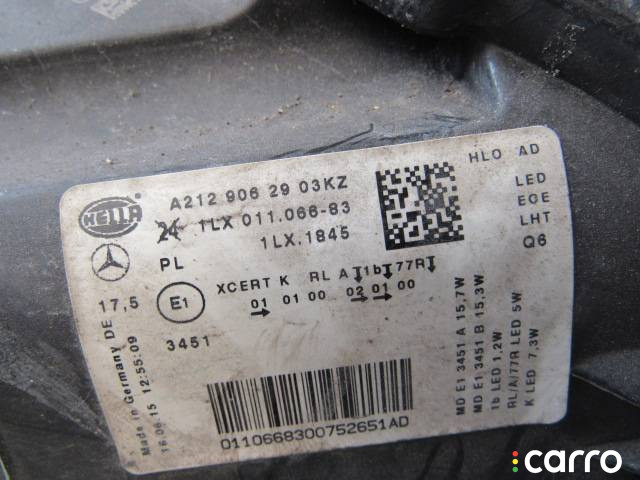 HELLA
A212 906 29 03KZ
24 1LX 011.066-83
1LX.1845
PL
HLO AD
LED
ECE
LHT
Q6
17,5
E1
XCERT K RL A 1b 77R
01 01 00 02 01 00
3451
Made in Germany DE
16.06.15 12:55:09
MD E1 3451 A 15,7W
MD E1 3451 B 15,3W
1b LED 1,2W
RL/A/77R LED 5W
K LED 7,3W
01106683007526 51AD
carro